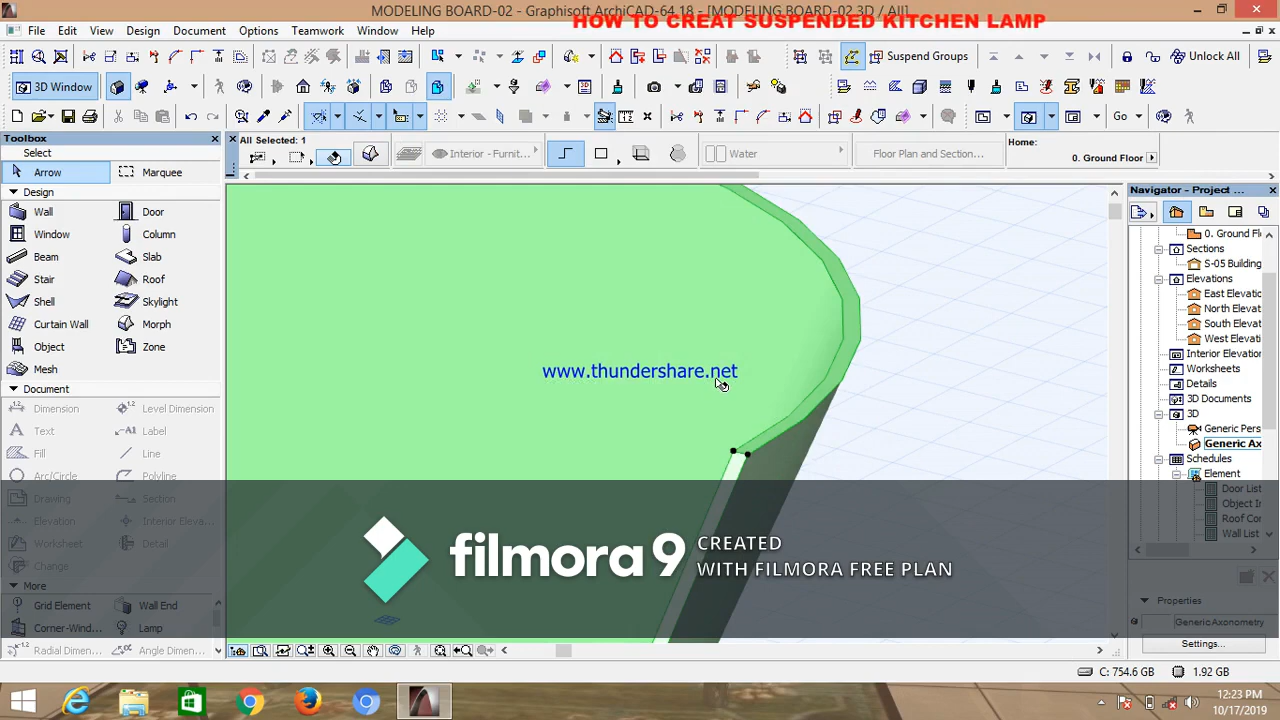 MODELING BOARD-02 - Graphisoft ArchiCAD-64 18 - [MODELING BOARD-02 3D / All]
HOW TO CREAT SUSPENDED KITCHEN LAMP
File Edit View Design Document Options Teamwork Window Help
Suspend Groups
Unlock All
3D Window
Go
Toolbox
Select
Arrow Marquee
Design
Wall Door
Window Column
Beam Slab
Stair Roof
Shell Skylight
Curtain Wall Morph
Object Zone
Mesh
Document
Dimension Level Dimension
Text A1 Label
Fill Line
Arc/Circle Polyline
Drawing Section
Elevation Interior Eleva...
Worksheet Detail
Change
More
Grid Element Wall End
Corner-Wind... Lamp
Radial Dimen... Angle Dimen...
All Selected: 1
Interior - Furnit...
Water
Floor Plan and Section...
Home:
0. Ground Floor
www.thundershare.net
filmora 9
CREATED
WITH FILMORA FREE PLAN
Navigator - Project ...
0. Ground Fl
Sections
S-05 Building
Elevations
East Elevatio
North Elevat
South Elevat
West Elevati
Interior Elevation
Worksheets
Details
3D Documents
3D
Generic Pers
Generic Ax
Schedules
Element
Door List
Object In
Roof Cor
Wall List
Properties
GenericAxonometry
Settings...
C: 754.6 GB
1.92 GB
12:23 PM
10/17/2019